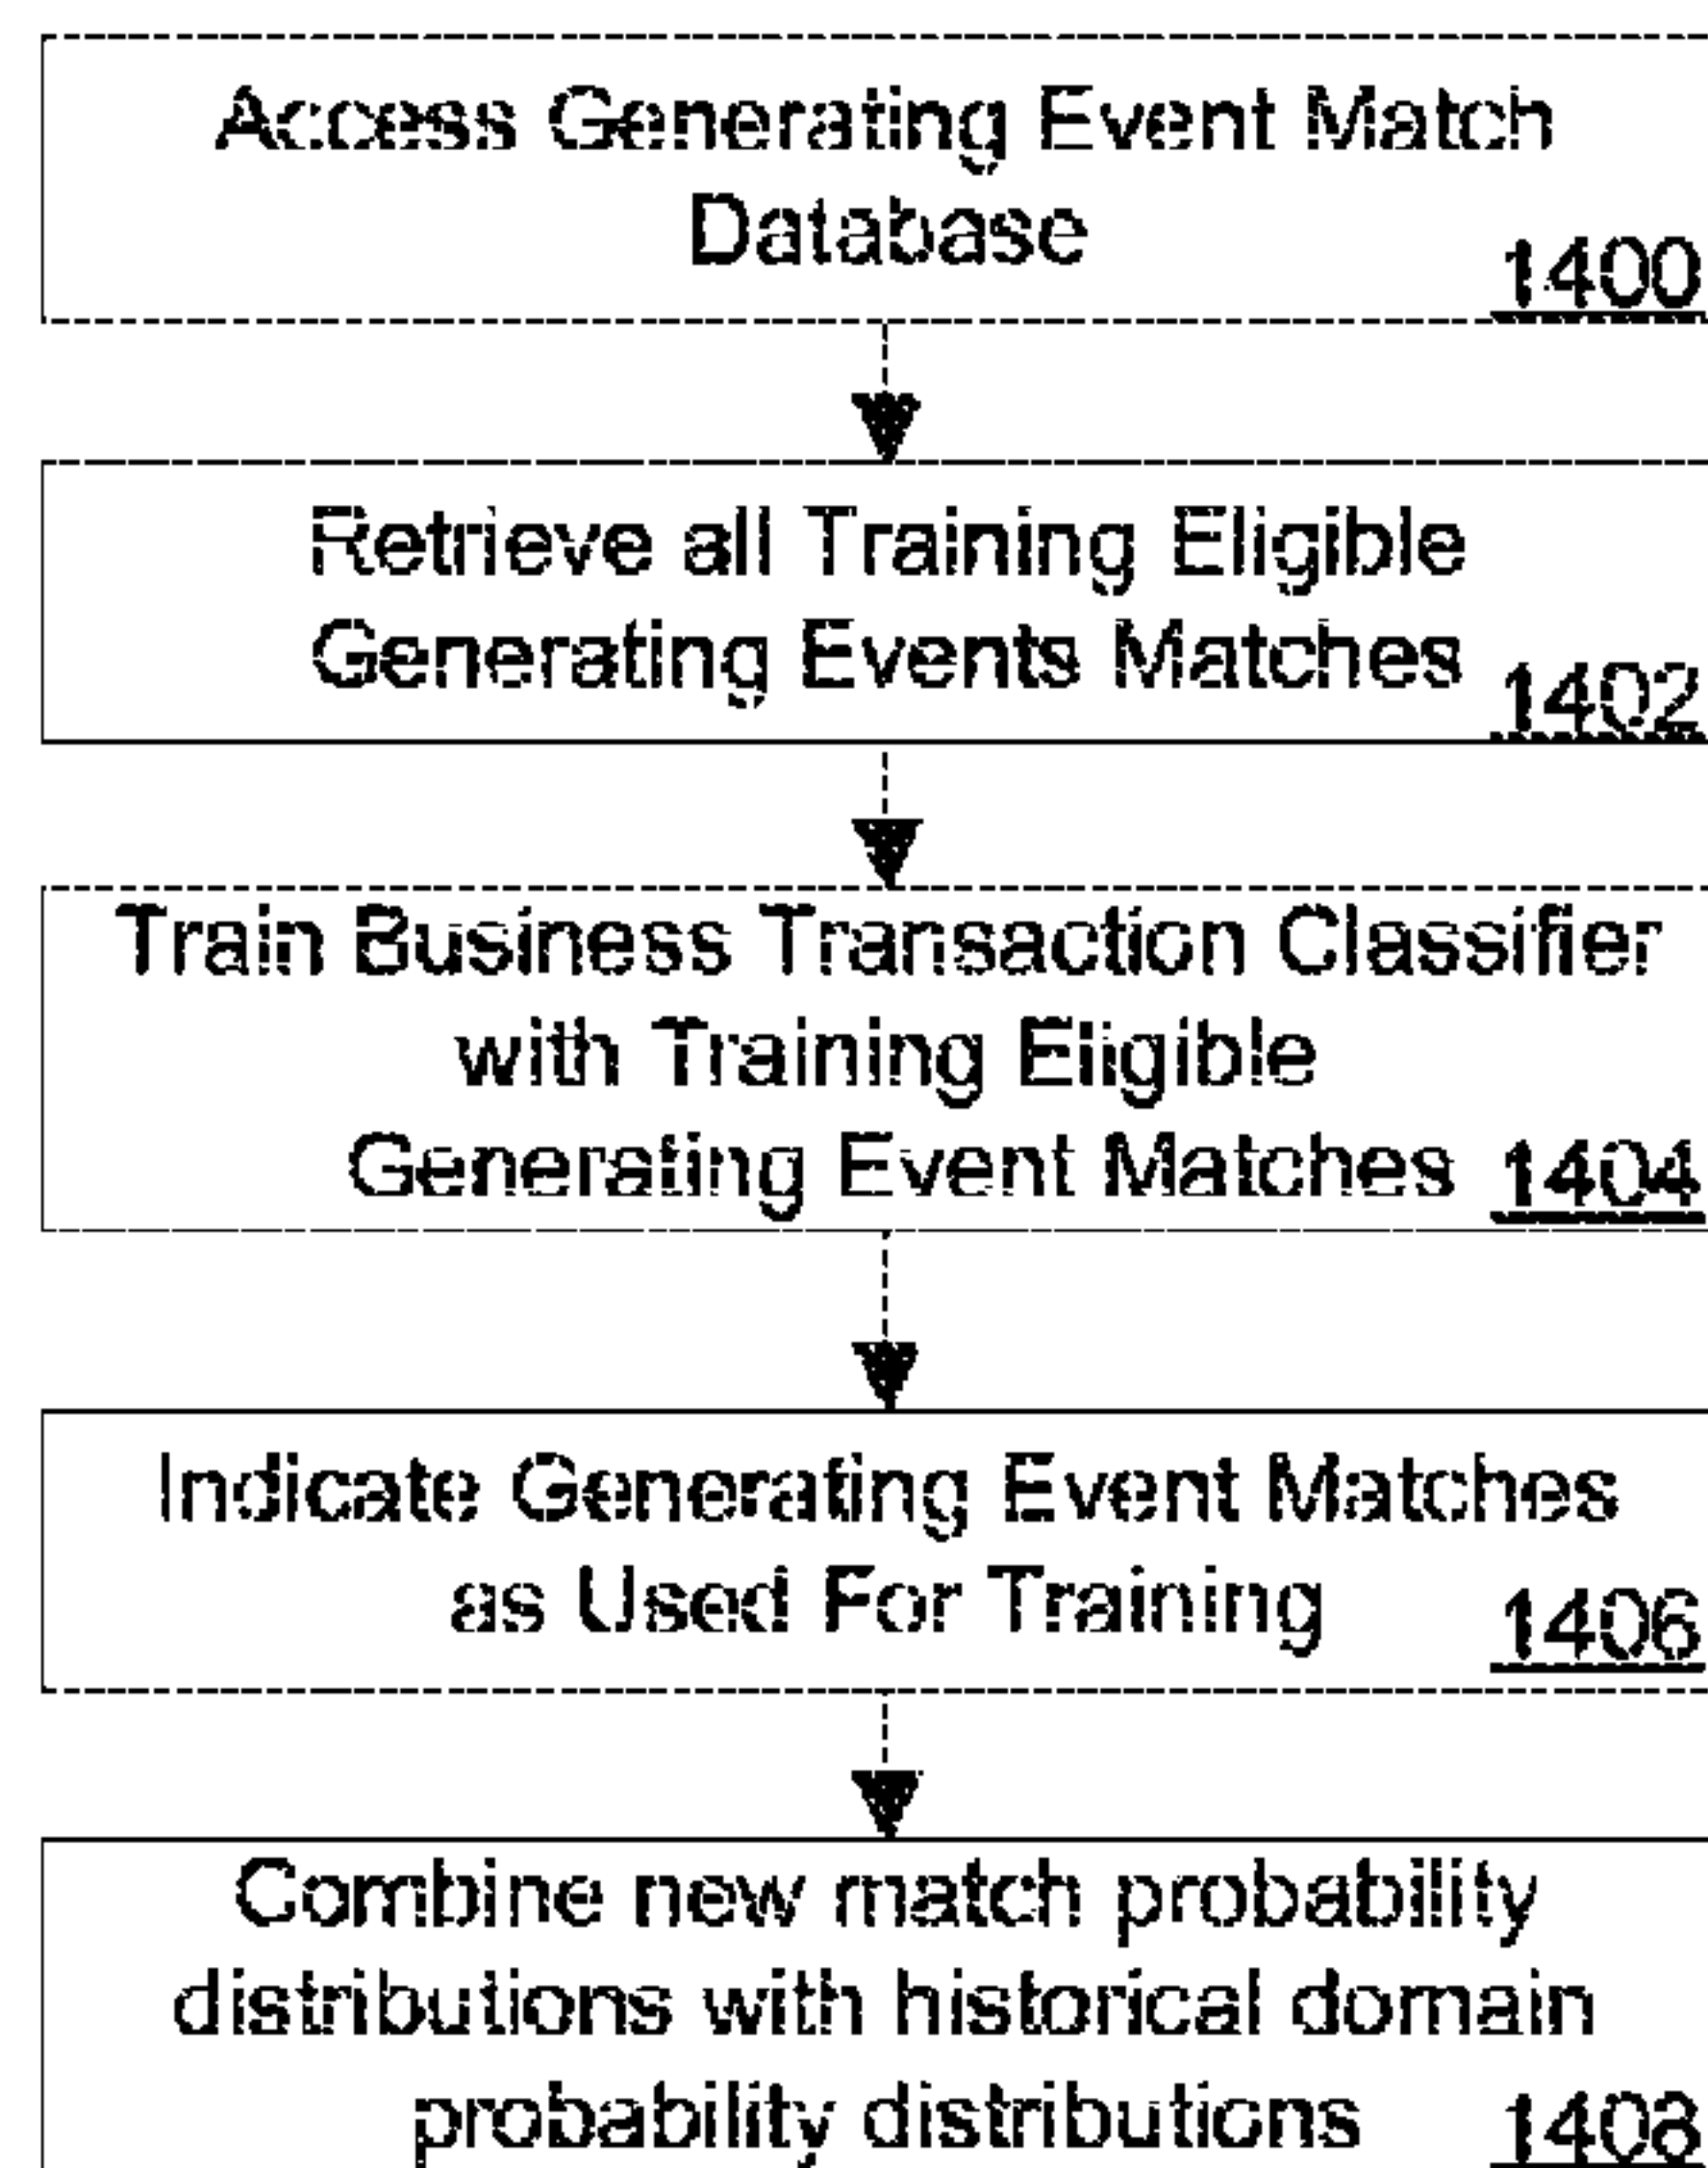 Access Generating Event Match
Database
1400
Retrieve all Training Eligible
Generating Events Matches
1402
Train Business Transaction Classifier
with Training Eligible
Generating Event Matches
1404
Indicate Generating Event Matches
as Used For Training
1406
Combine new match probability
distributions with historical domain
probability distributions
1408